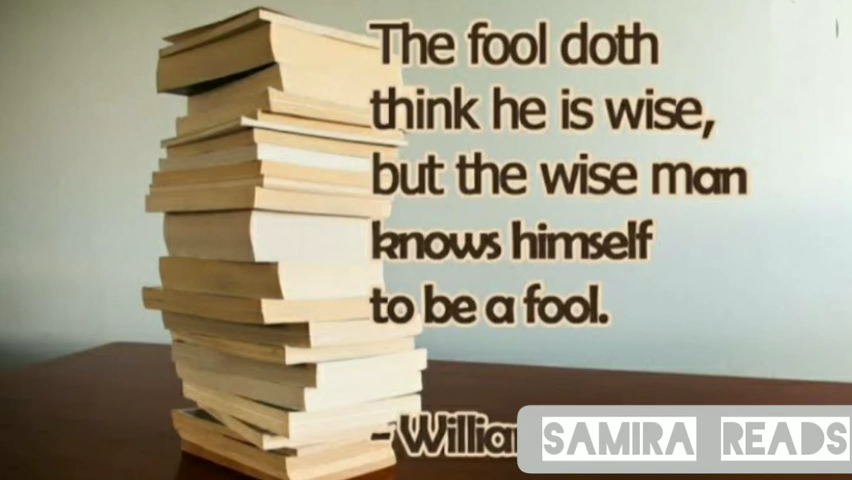 The fool doth
think he is wise,
but the wise man
knows himself
to be a fool.
SAMIRA READS